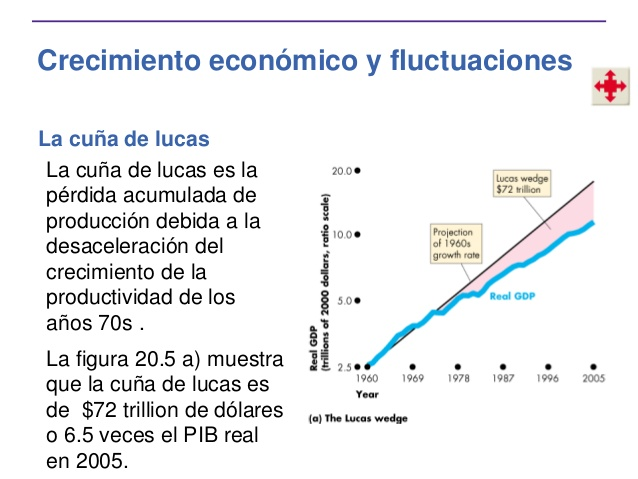 Crecimiento económico y fluctuaciones
La cuña de lucas
La cuña de lucas es la
pérdida acumulada de
producción debida a la
desaceleración del
crecimiento de la
productividad de los
años 70s .
La figura 20.5 a) muestra
que la cuña de lucas es
de $72 trillion de dólares
o 6.5 veces el PIB real
en 2005.
Real GDP
(trillions of 2000 dollars, ratio scale)
20.0
10.0
5.0
2.5
Lucas wedge
$72 trillion
Projection
of 1960s
growth rate
Real GDP
1960 1969 1978 1987 1996 2005
Year
(a) The Lucas wedge